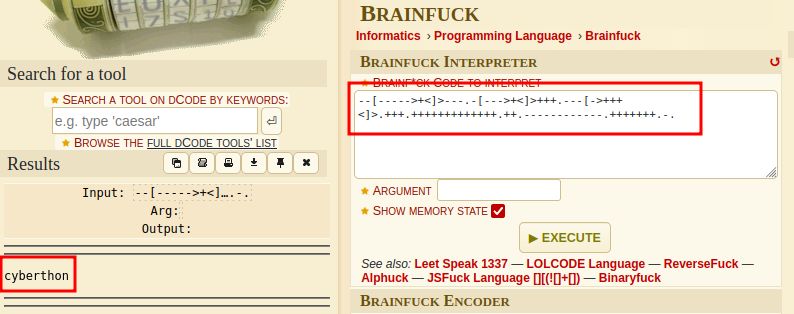 BRAINFUCK
Informatics › Programming Language › Brainfuck
Search for a tool
★ SEARCH A TOOL ON DCODE BY KEYWORDS:
e.g. type 'caesar'
★ BROWSE THE FULL DCODE TOOLS' LIST
Results
Input: --[----->+<]….-.
Arg:
Output:
cyberthon
BRAINFUCK INTERPRETER
★ BRAINF*CK CODE TO INTERPRET
--[----->+<]>---.-[--->+<]>+++.---[->+++
<]>.+++.+++++++++++++.++.------------.+++++++.-.
★ ARGUMENT
★ SHOW MEMORY STATE
▶ EXECUTE
See also: Leet Speak 1337 — LOLCODE Language — ReverseFuck —
Alphuck — JSFuck Language [][(![]+[])] — Binaryfuck
BRAINFUCK ENCODER